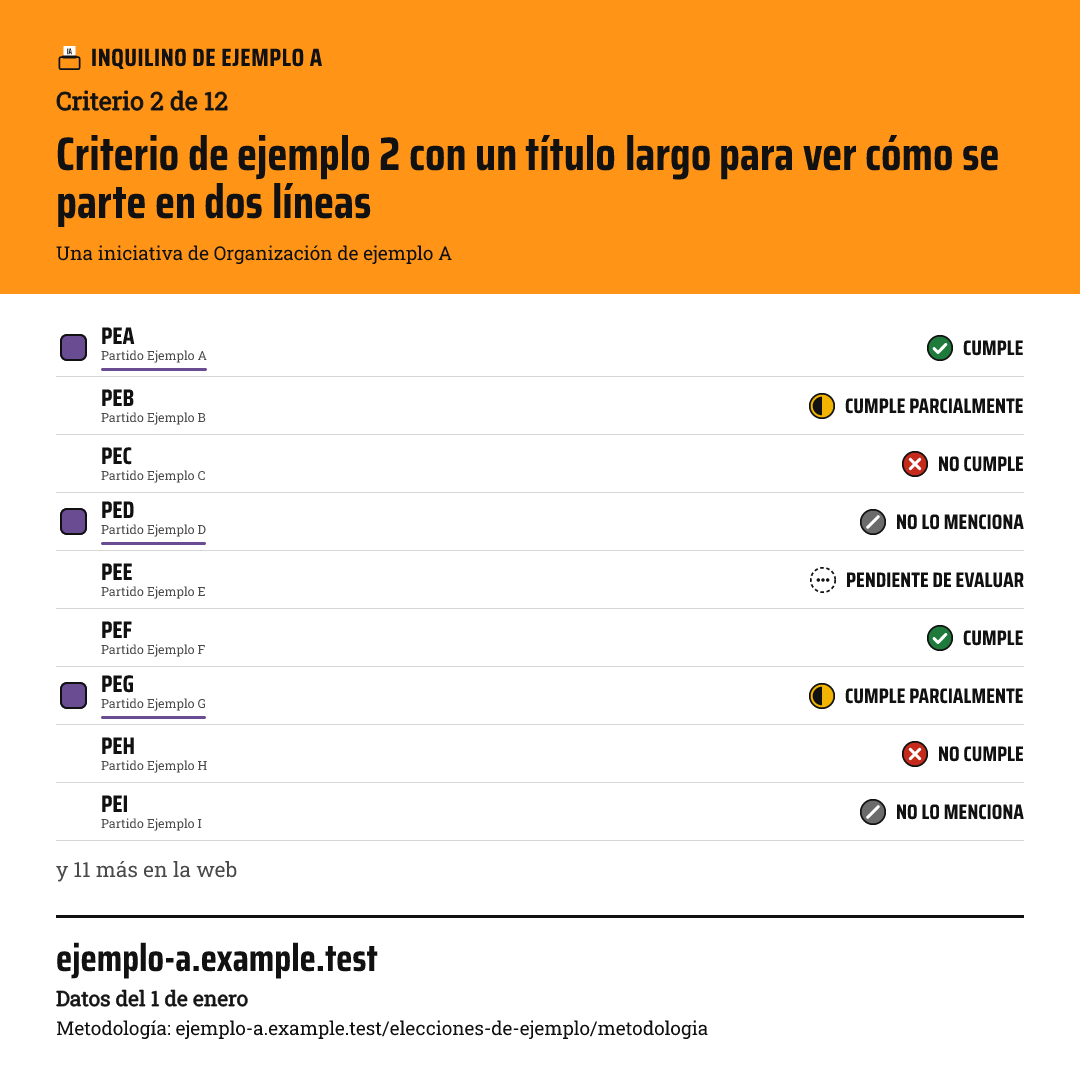 IA
INQUILINO DE EJEMPLO A
Criterio 2 de 12
Criterio de ejemplo 2 con un título largo para ver cómo se
parte en dos líneas
Una iniciativa de Organización de ejemplo A
PEA
Partido Ejemplo A
CUMPLE
PEB
Partido Ejemplo B
CUMPLE PARCIALMENTE
PEC
Partido Ejemplo C
NO CUMPLE
PED
Partido Ejemplo D
NO LO MENCIONA
PEE
Partido Ejemplo E
PENDIENTE DE EVALUAR
PEF
Partido Ejemplo F
CUMPLE
PEG
Partido Ejemplo G
CUMPLE PARCIALMENTE
PEH
Partido Ejemplo H
NO CUMPLE
PEI
Partido Ejemplo I
NO LO MENCIONA
y 11 más en la web
ejemplo-a.example.test
Datos del 1 de enero
Metodología: ejemplo-a.example.test/elecciones-de-ejemplo/metodologia